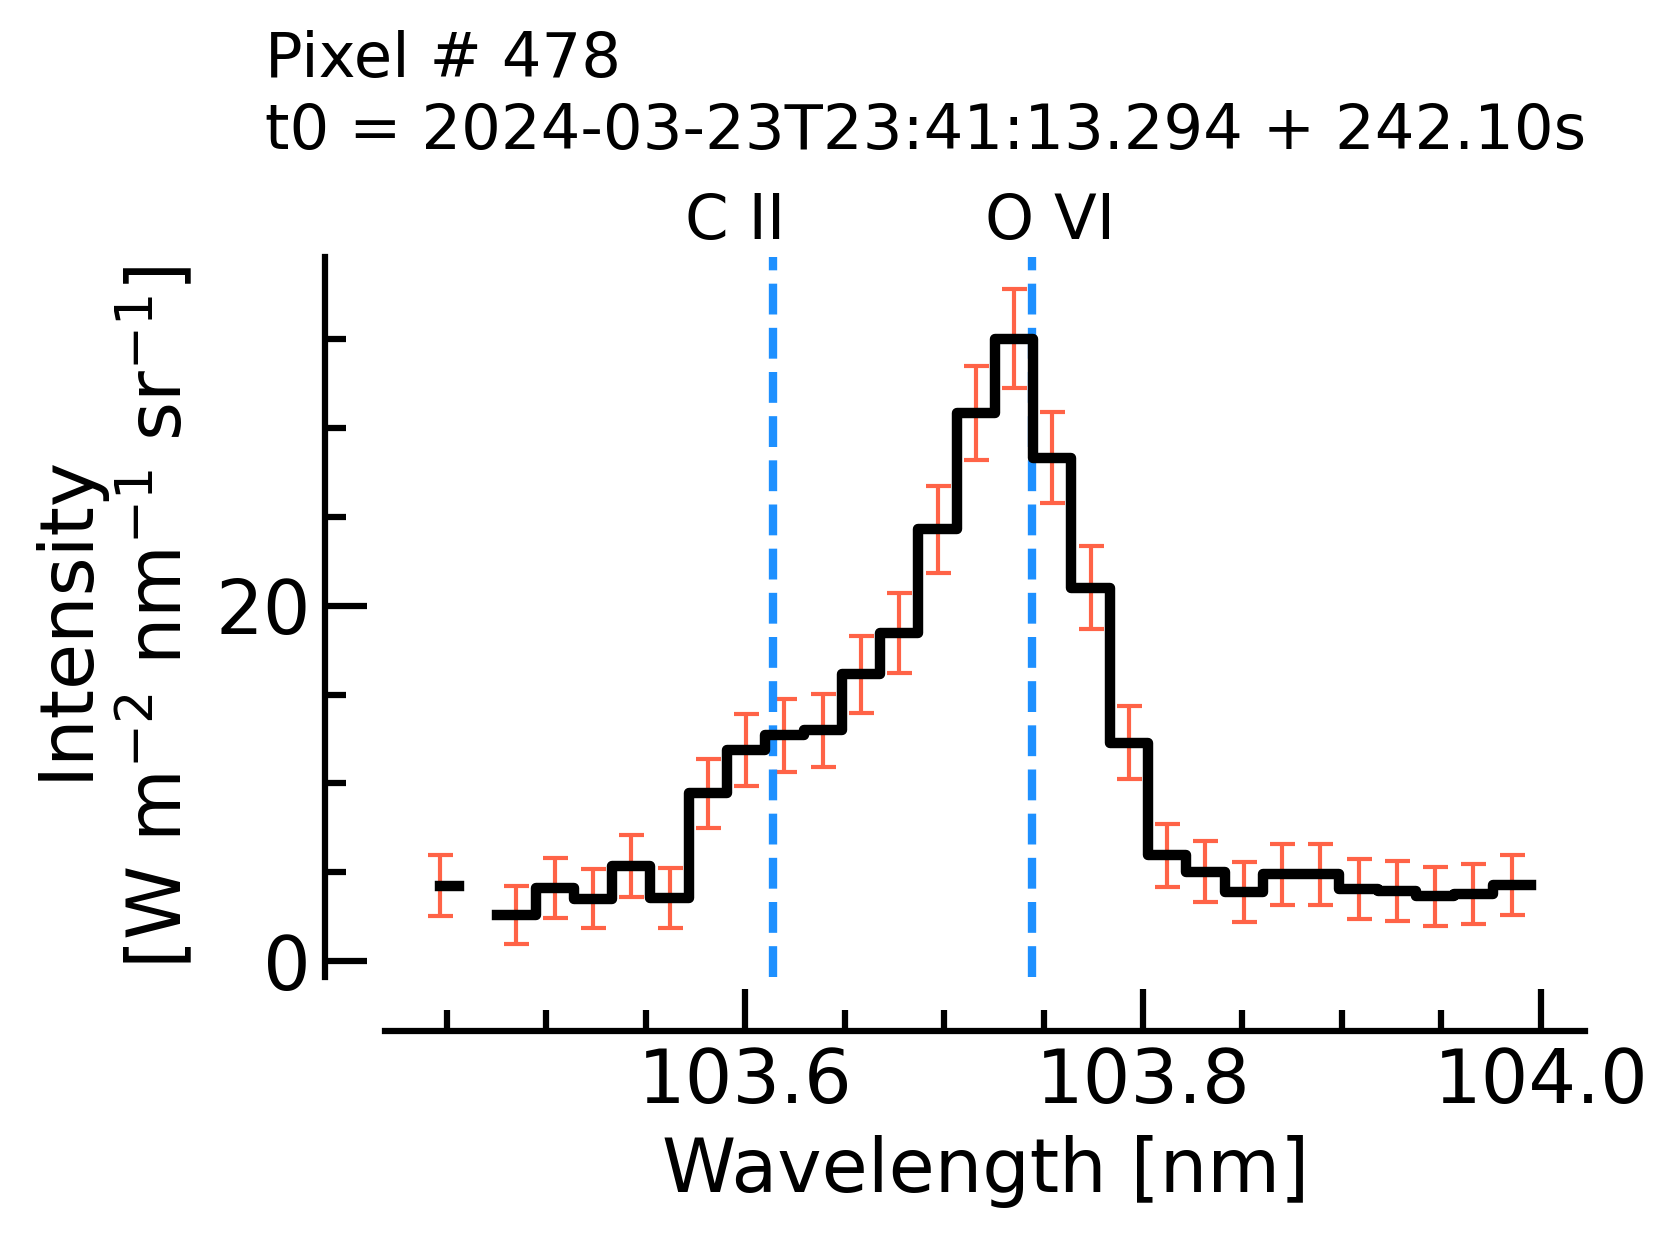 Pixel # 478
t0 = 2024-03-23T23:41:13.294 + 242.10s
C II O VI
Intensity
[W m⁻² nm⁻¹ sr⁻¹]
20
0
103.6 103.8 104.0
Wavelength [nm]